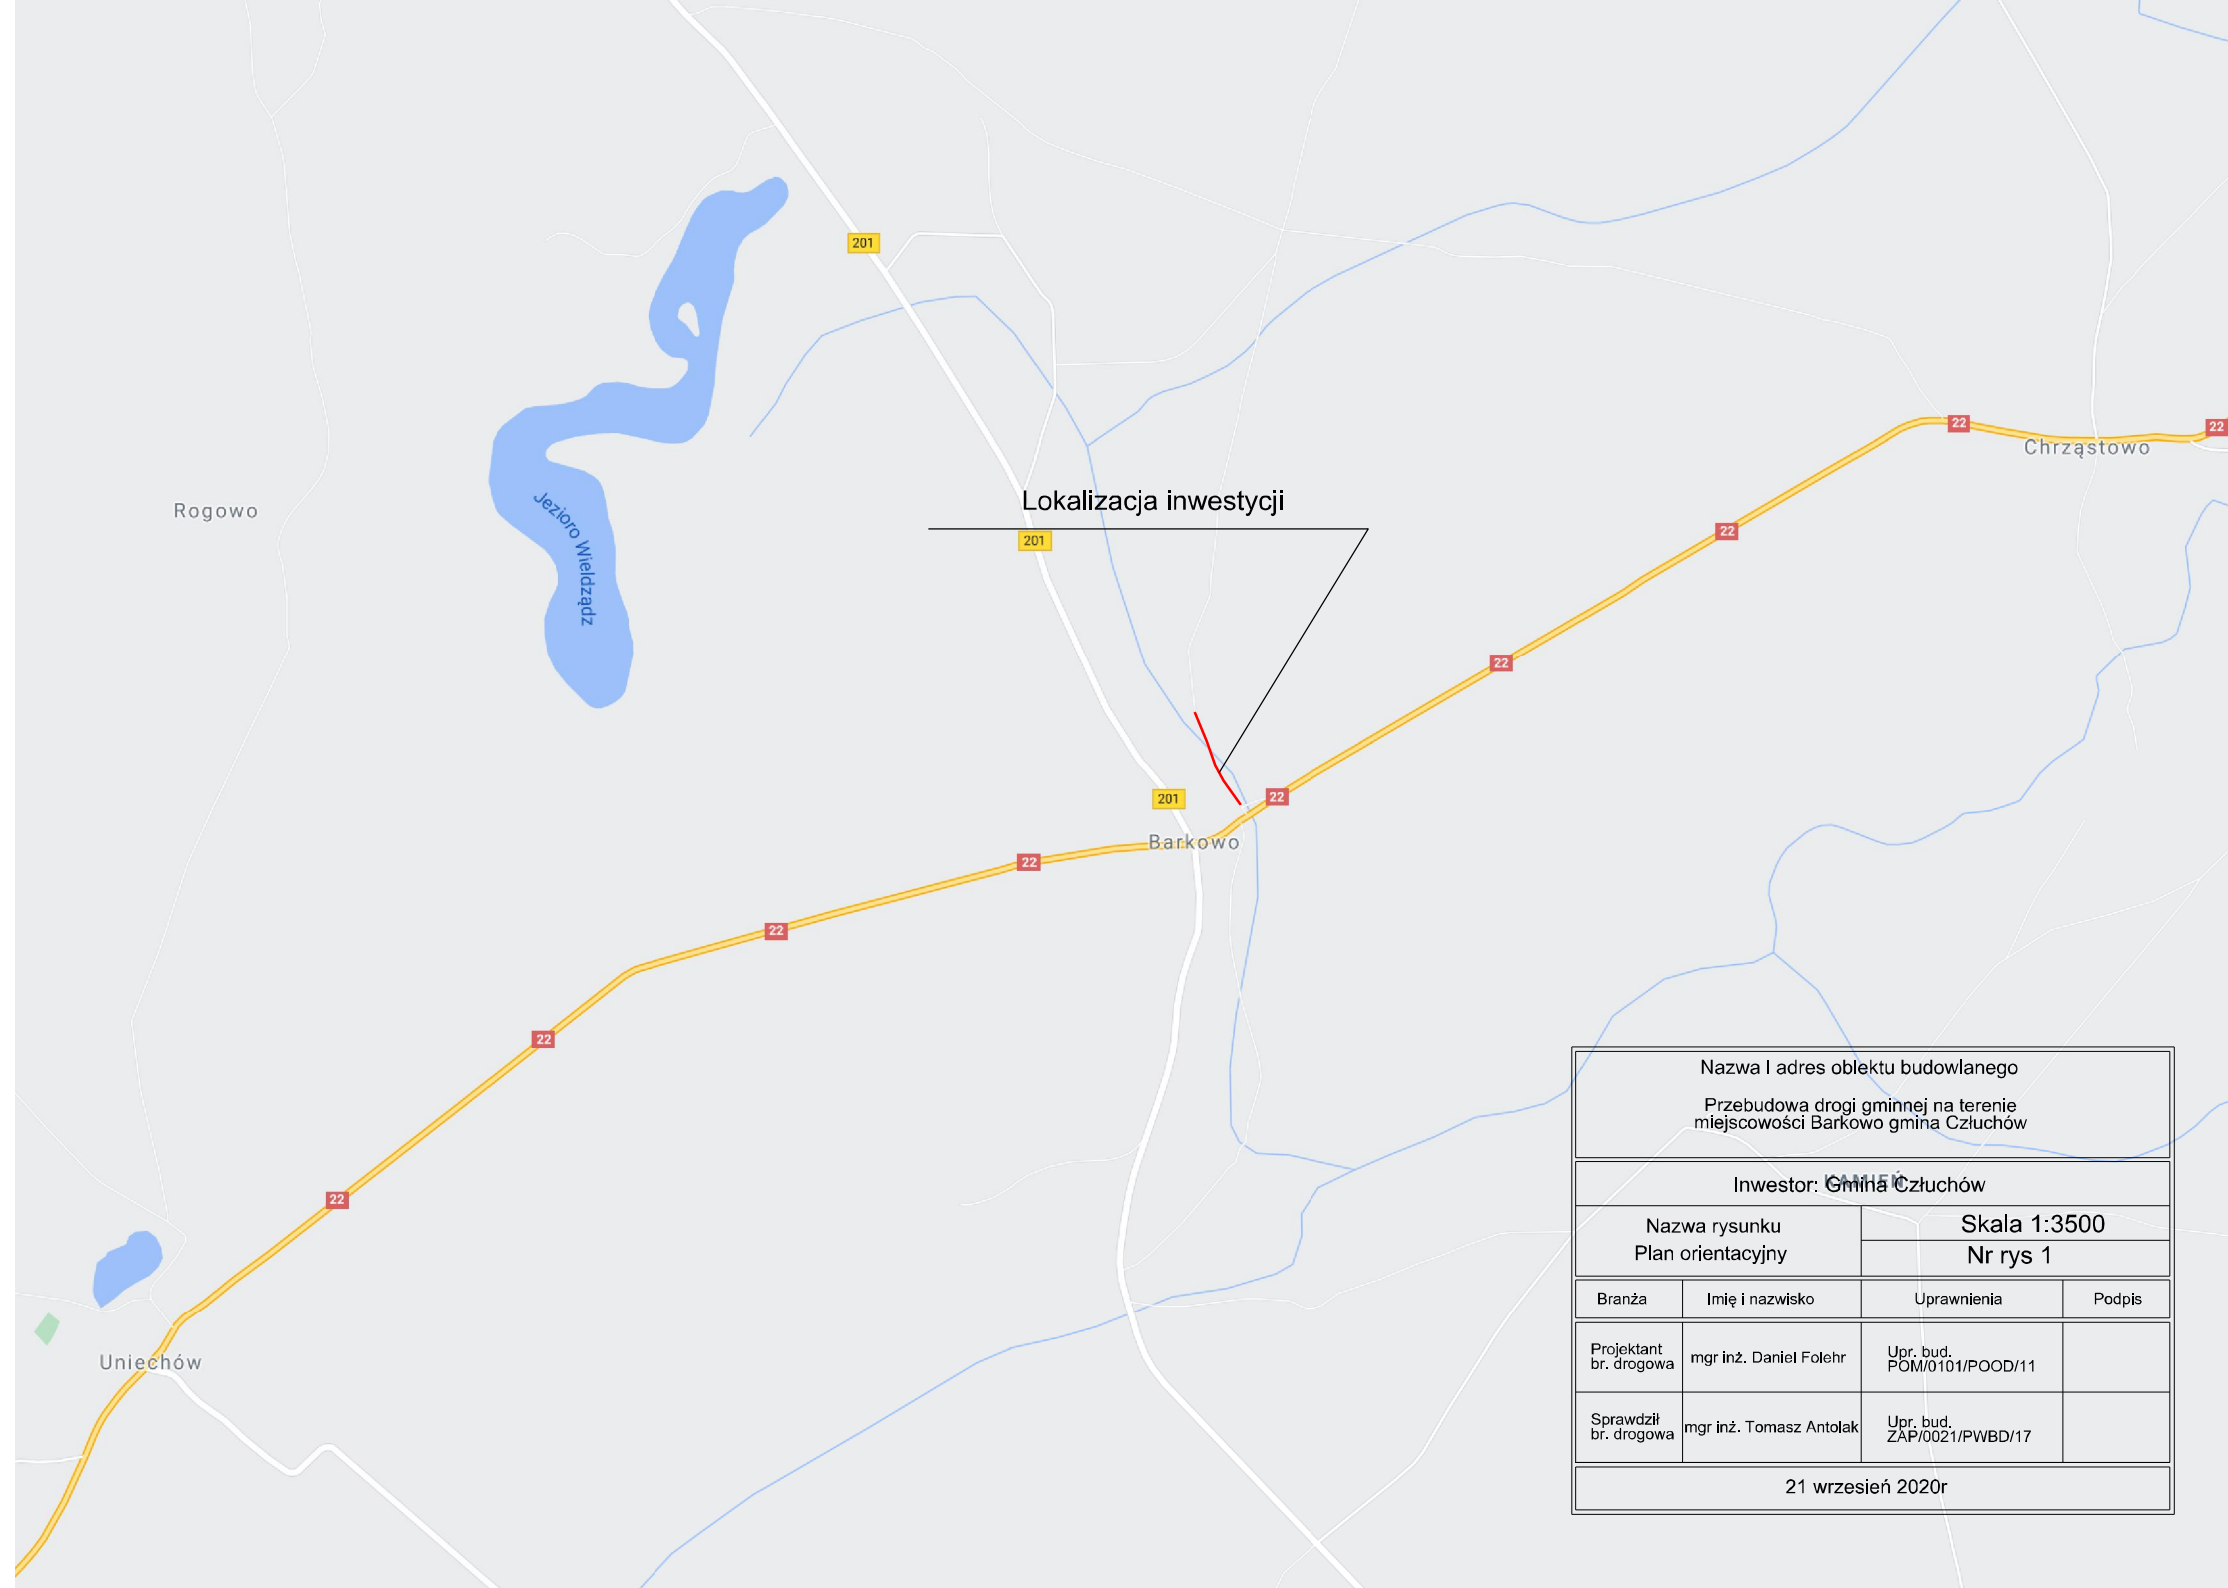 201
22
22
Chrząstowo
Lokalizacja inwestycji
Rogowo
Jezioro Wieldządz
201
22
22
201
22
Barkowo
22
22
22
22
Uniechów
Nazwa I adres obIektu budowlanego
Przebudowa drogi gminnej na terenie
miejscowości Barkowo gmina Człuchów
KAMIEŃ
Inwestor: Gmina Człuchów
Nazwa rysunku
Plan orientacyjny
Skala 1:3500
Nr rys 1
Branża Imię i nazwisko Uprawnienia Podpis
Projektant
br. drogowa
mgr inż. Daniel Folehr
Upr. bud.
POM/0101/POOD/11
Sprawdził
br. drogowa
mgr inż. Tomasz Antolak
Upr. bud.
ZAP/0021/PWBD/17
21 wrzesień 2020r